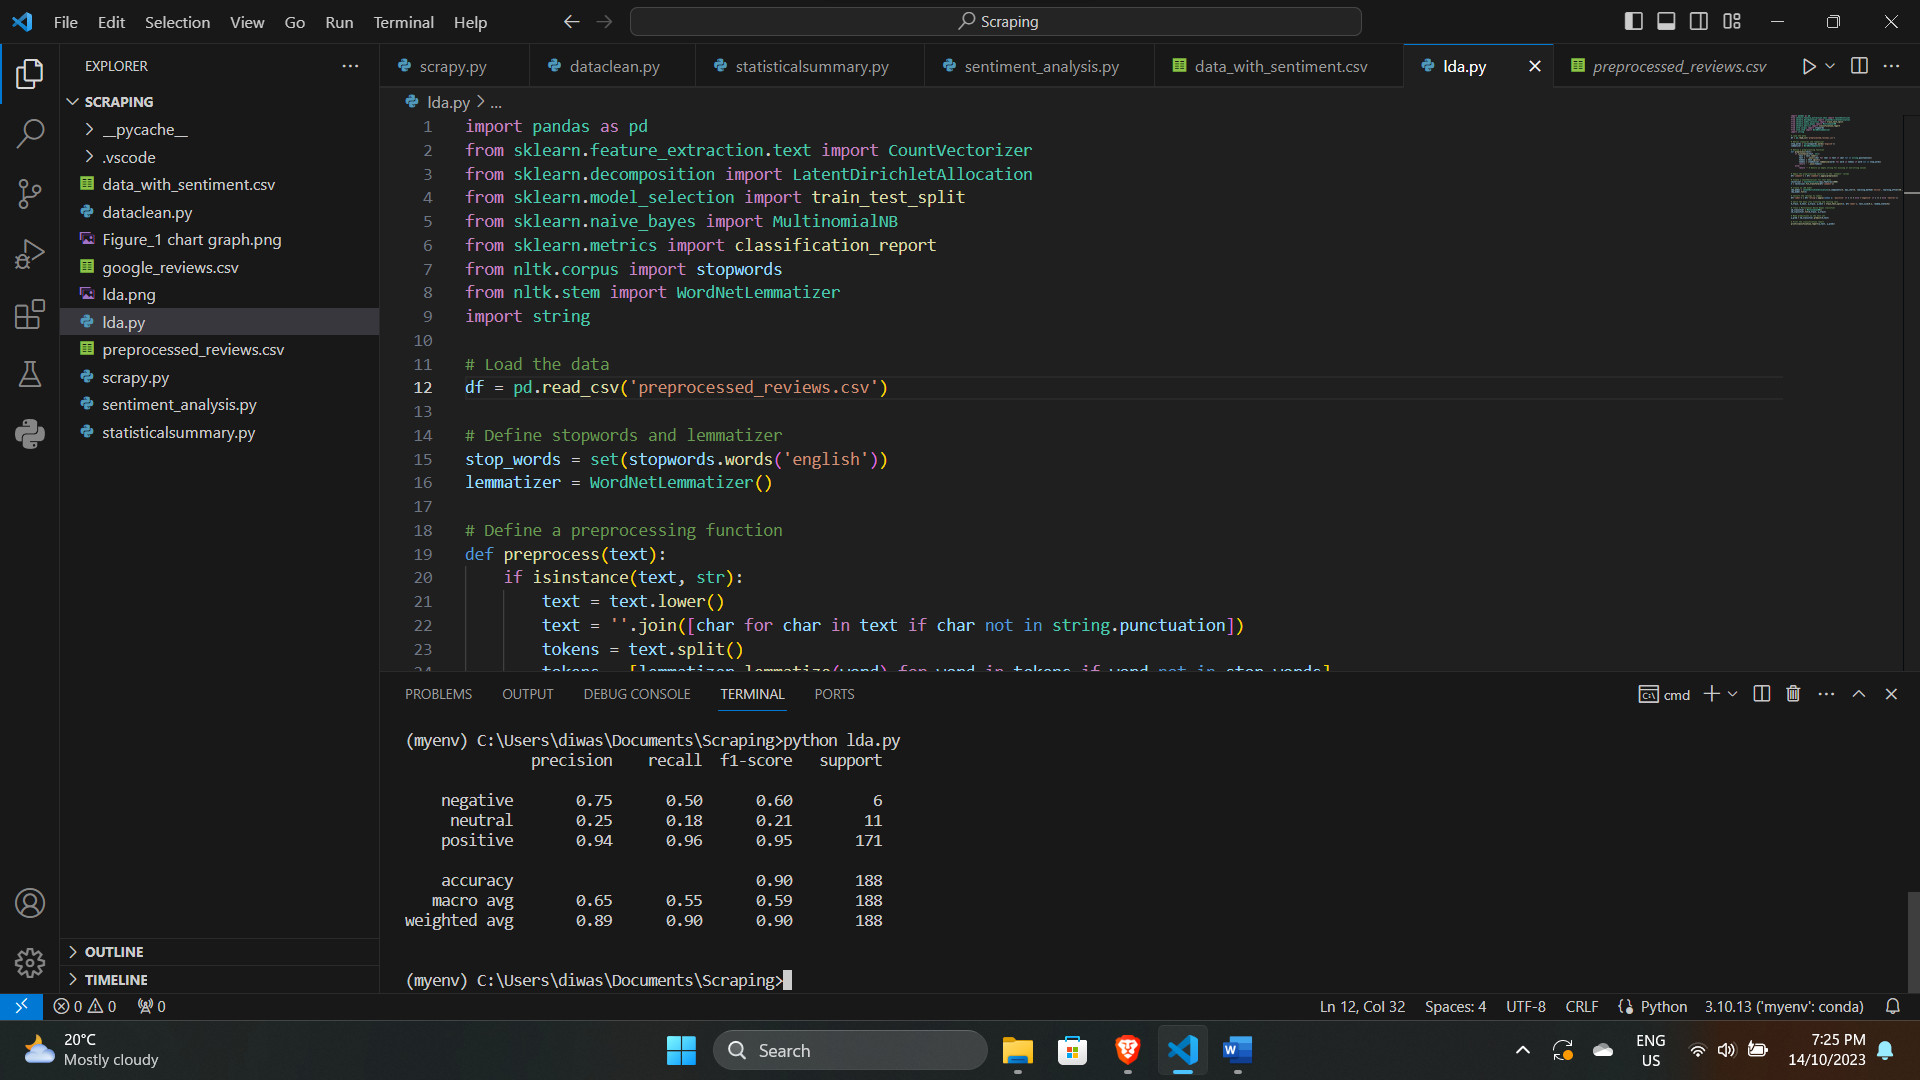 File Edit Selection View Go Run Terminal Help
Scraping
EXPLORER
SCRAPING
__pycache__
.vscode
data_with_sentiment.csv
dataclean.py
Figure_1 chart graph.png
google_reviews.csv
lda.png
lda.py
preprocessed_reviews.csv
scrapy.py
sentiment_analysis.py
statisticalsummary.py
OUTLINE
TIMELINE
scrapy.py dataclean.py statisticalsummary.py sentiment_analysis.py data_with_sentiment.csv lda.py preprocessed_reviews.csv
lda.py > ...
1 import pandas as pd
2 from sklearn.feature_extraction.text import CountVectorizer
3 from sklearn.decomposition import LatentDirichletAllocation
4 from sklearn.model_selection import train_test_split
5 from sklearn.naive_bayes import MultinomialNB
6 from sklearn.metrics import classification_report
7 from nltk.corpus import stopwords
8 from nltk.stem import WordNetLemmatizer
9 import string
10
11 # Load the data
12 df = pd.read_csv('preprocessed_reviews.csv')
13
14 # Define stopwords and lemmatizer
15 stop_words = set(stopwords.words('english'))
16 lemmatizer = WordNetLemmatizer()
17
18 # Define a preprocessing function
19 def preprocess(text):
20 if isinstance(text, str):
21 text = text.lower()
22 text = ''.join([char for char in text if char not in string.punctuation])
23 tokens = text.split()
24 tokens = [lemmatizer.lemmatize(word) for word in tokens if word not in stop_words]
PROBLEMS OUTPUT DEBUG CONSOLE TERMINAL PORTS
cmd
(myenv) C:\Users\diwas\Documents\Scraping>python lda.py
precision recall f1-score support
negative 0.75 0.50 0.60 6
neutral 0.25 0.18 0.21 11
positive 0.94 0.96 0.95 171
accuracy 0.90 188
macro avg 0.65 0.55 0.59 188
weighted avg 0.89 0.90 0.90 188
(myenv) C:\Users\diwas\Documents\Scraping>
0 0 0
Ln 12, Col 32 Spaces: 4 UTF-8 CRLF Python 3.10.13 ('myenv': conda)
20°C
Mostly cloudy
Search
ENG
US
7:25 PM
14/10/2023